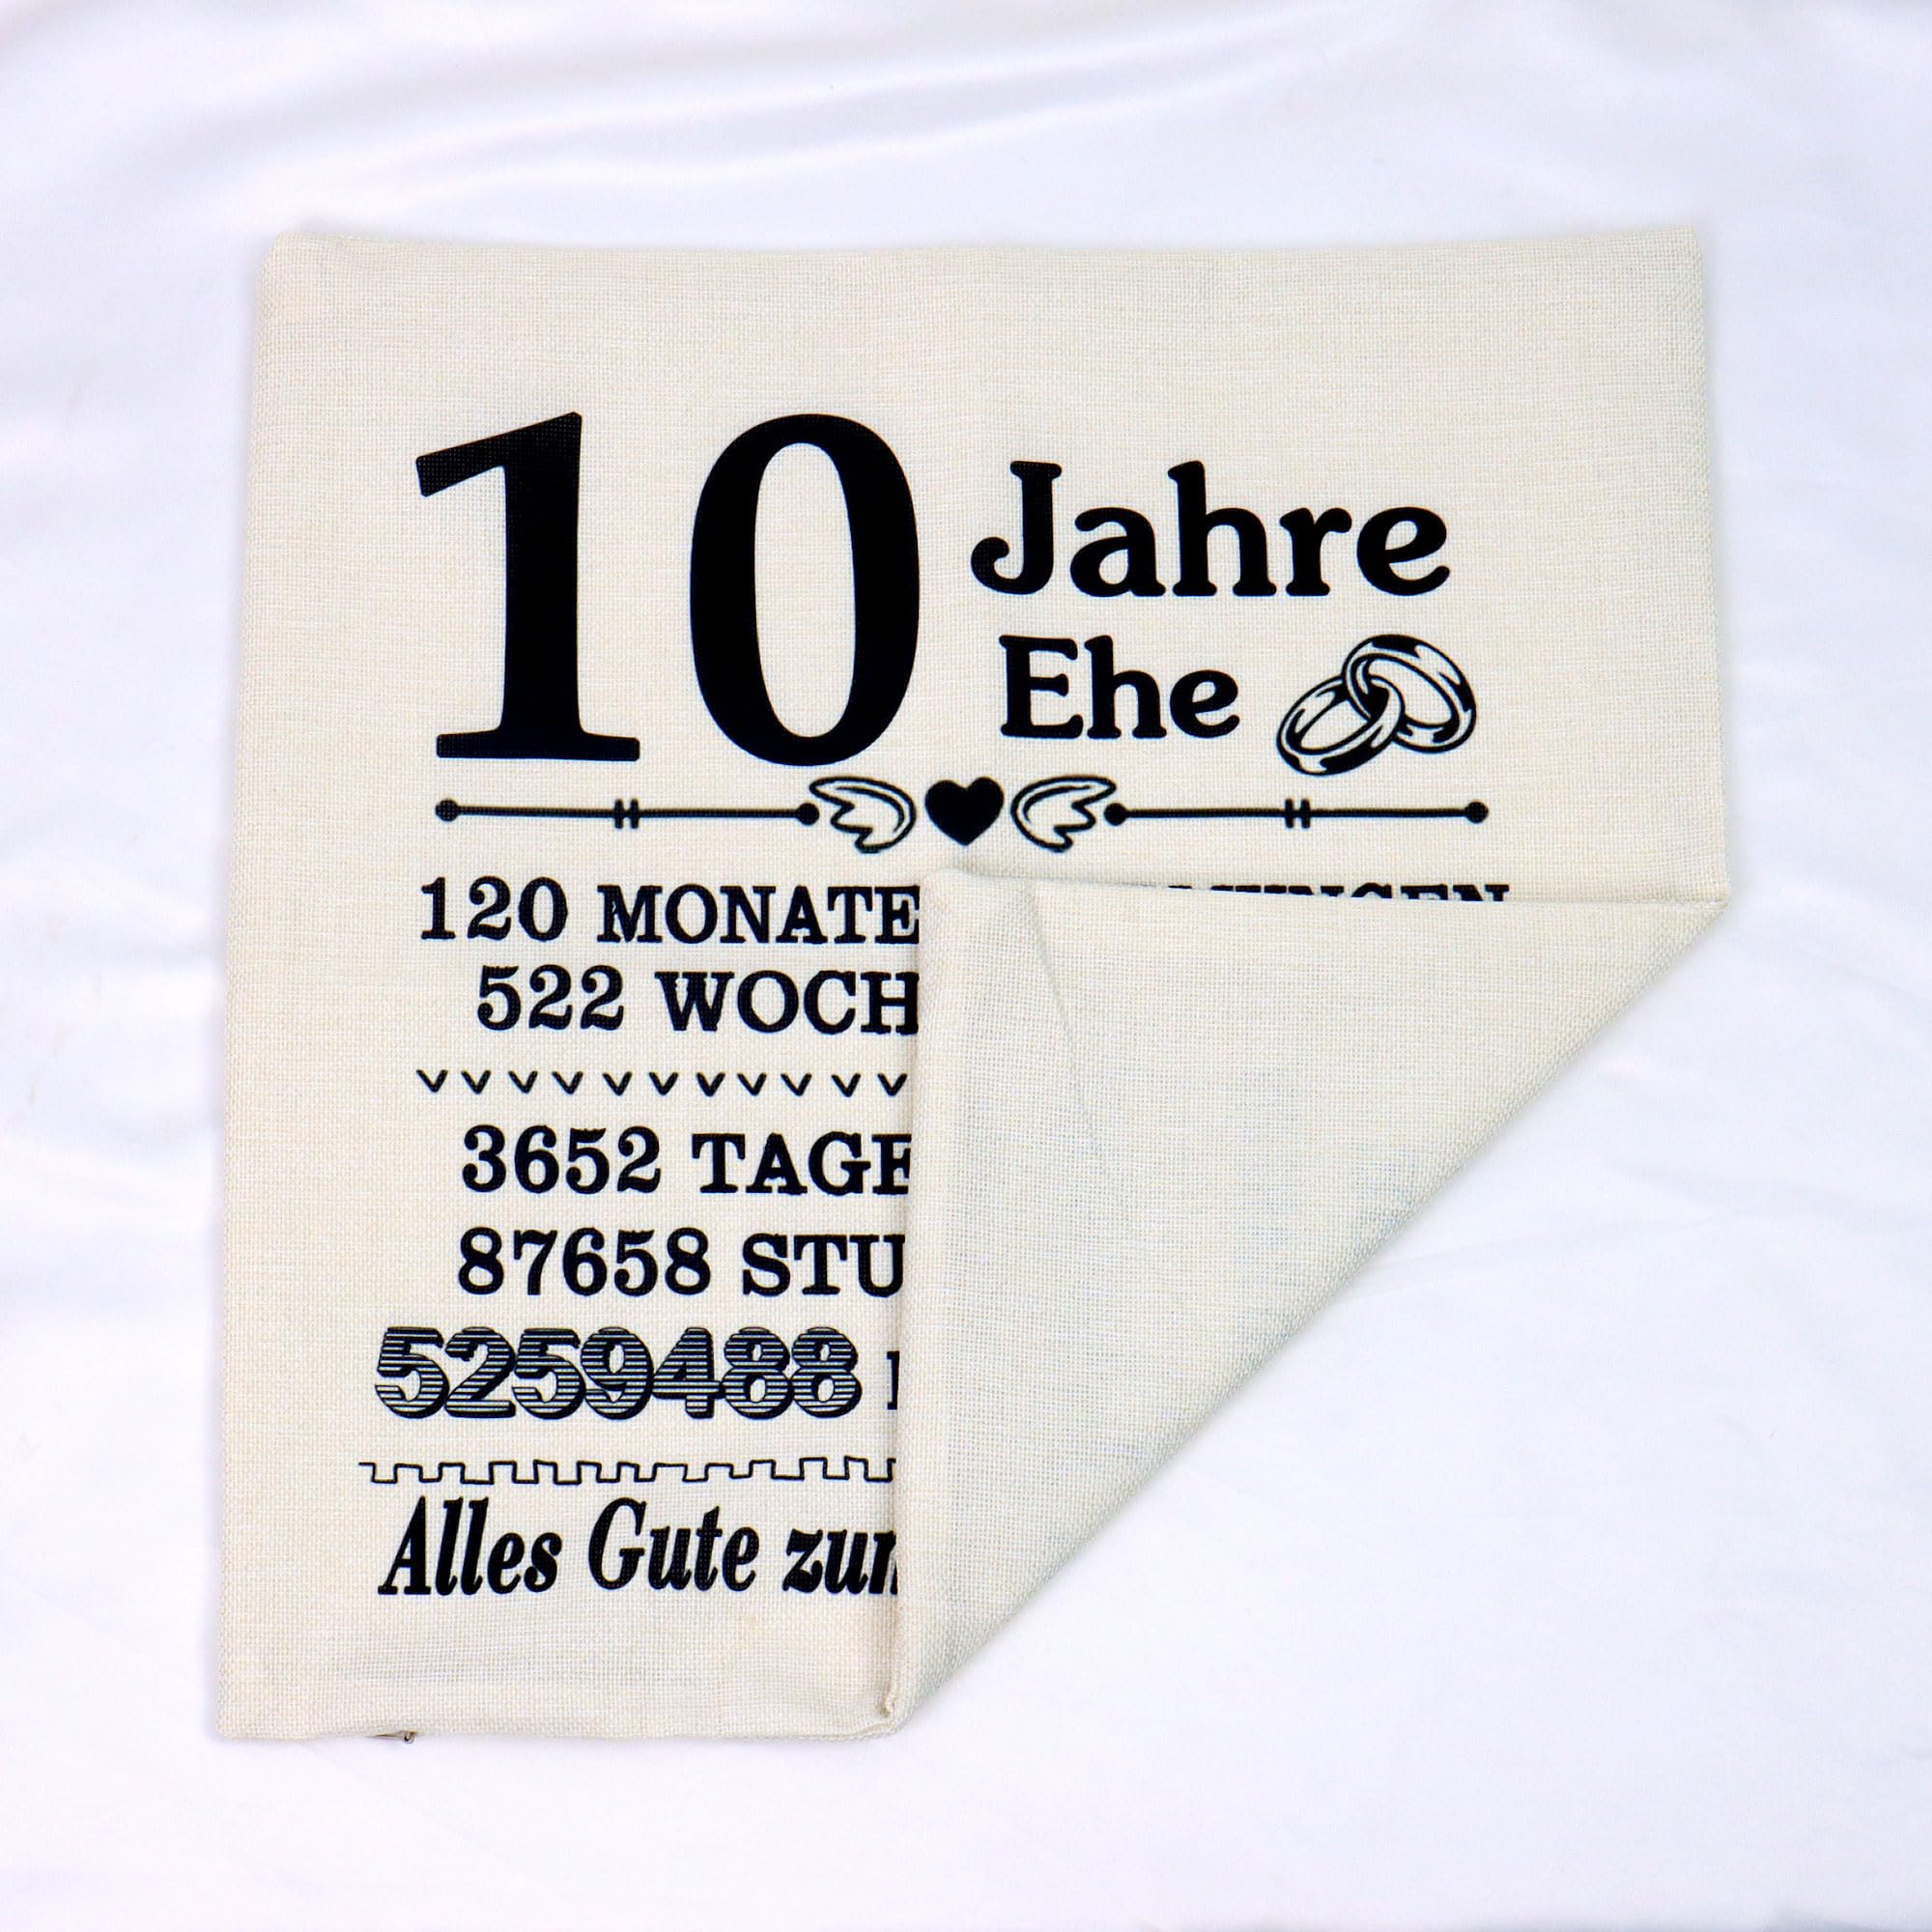 10 Jahre
Ehe
120 MONATE
522 WOCH
3652 TAGE
87658 STU
5259488
Alles Gute zum